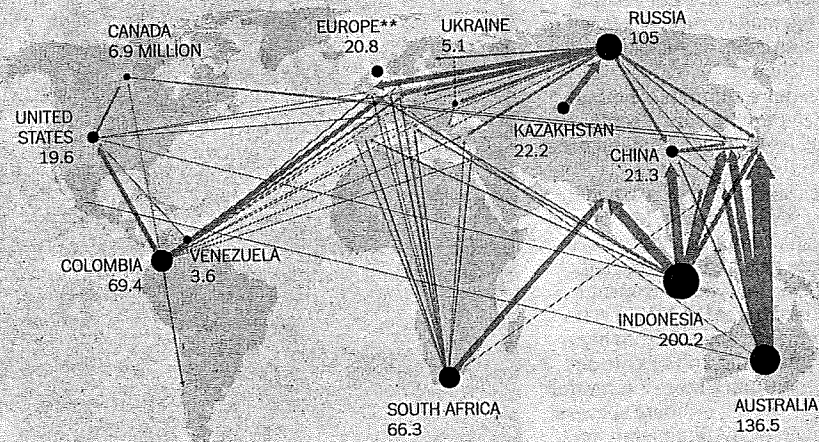 CANADA
6.9 MILLION
EUROPE**
20.8
UKRAINE
5.1
RUSSIA
105
UNITED
STATES
19.6
KAZAKHSTAN
22.2
CHINA
21.3
COLOMBIA
69.4
VENEZUELA
3.6
INDONESIA
200.2
SOUTH AFRICA
66.3
AUSTRALIA
136.5